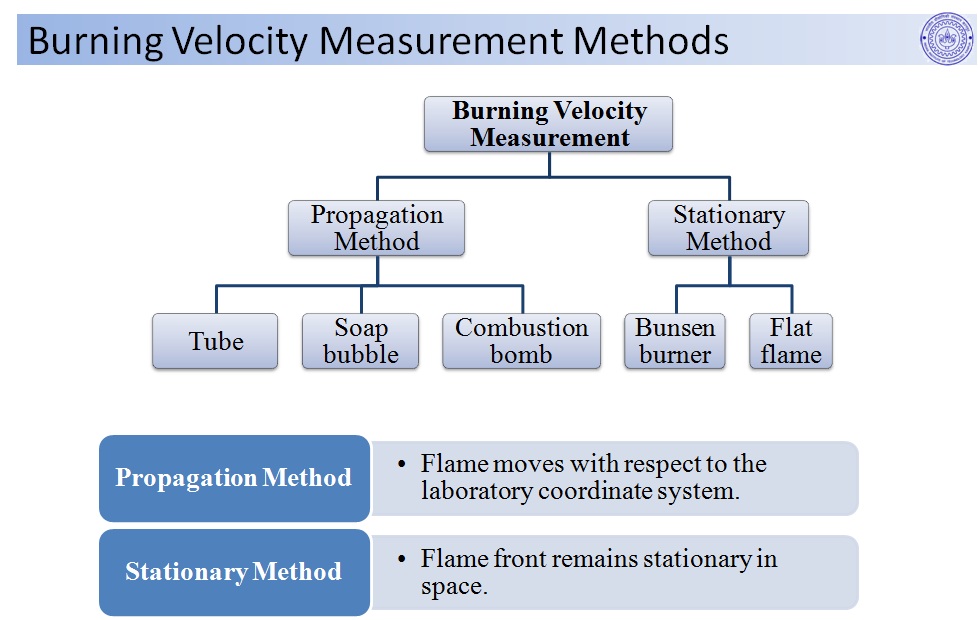 Burning Velocity Measurement Methods
Burning Velocity
Measurement
Propagation
Method
Stationary
Method
Tube
Soap
bubble
Combustion
bomb
Bunsen
burner
Flat
flame
Propagation Method
• Flame moves with respect to the
laboratory coordinate system.
Stationary Method
• Flame front remains stationary in
space.